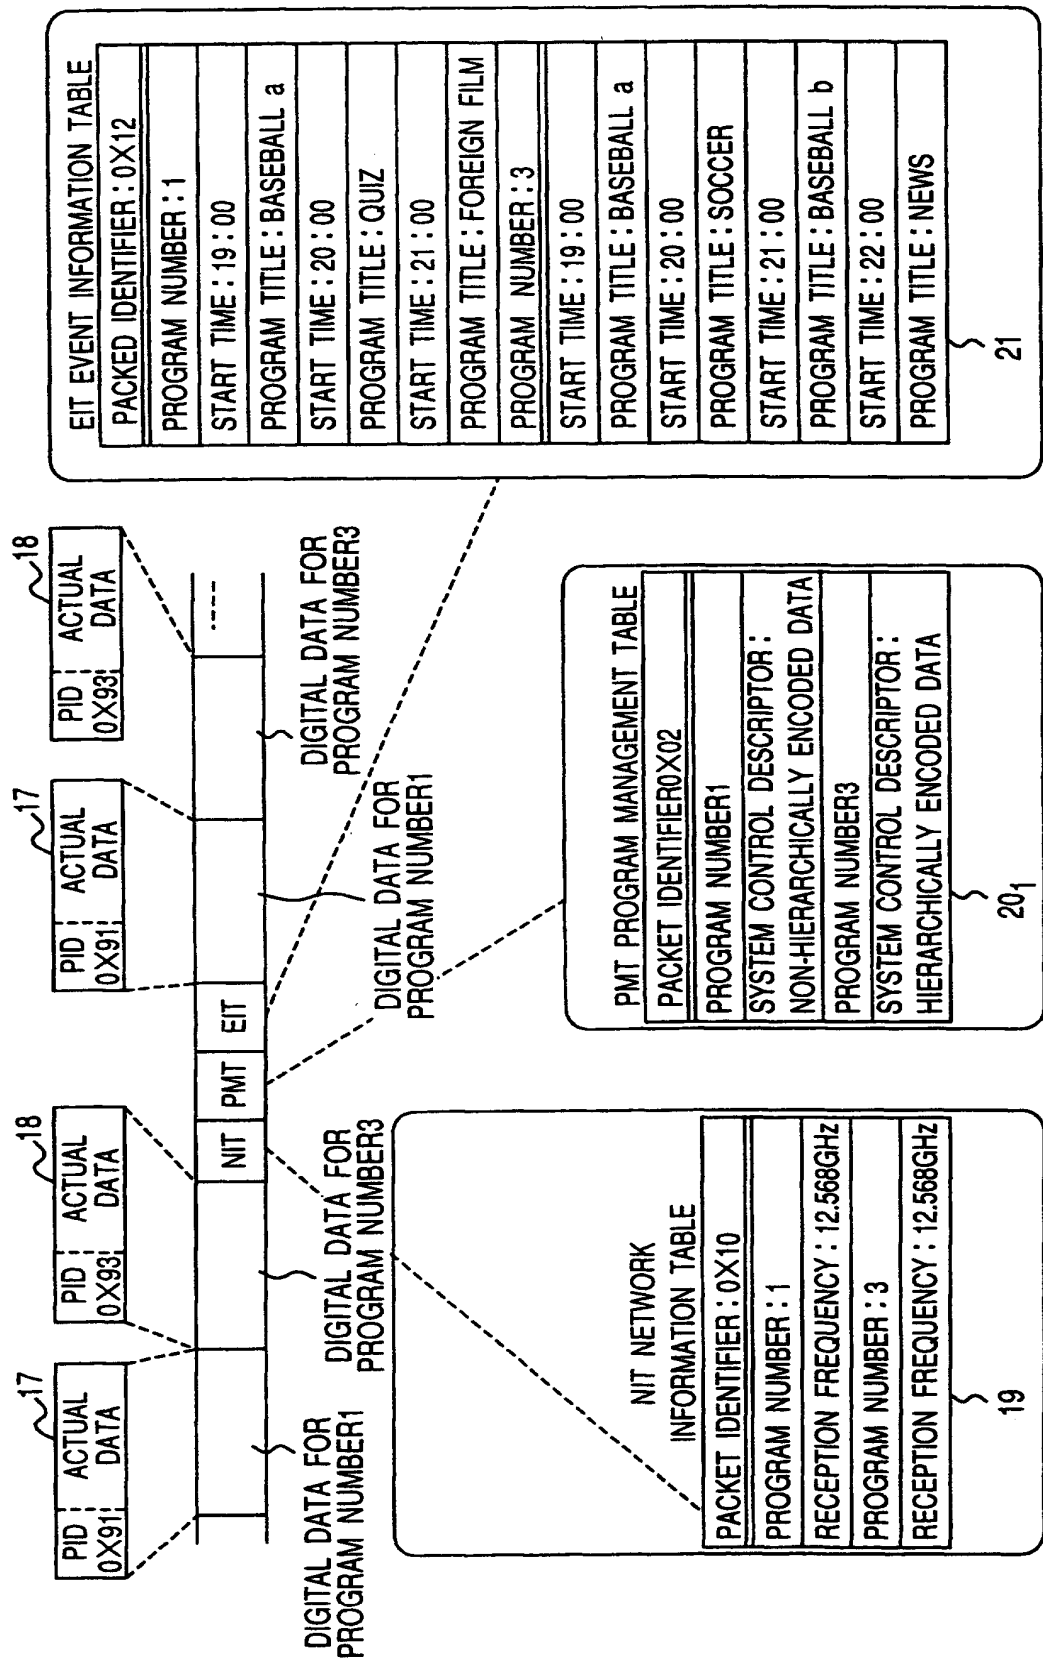 17
PID
0X91
ACTUAL
DATA
18
PID
0X93
ACTUAL
DATA
17
PID
0X91
ACTUAL
DATA
18
PID
0X93
ACTUAL
DATA
NIT
PMT
EIT
DIGITAL DATA FOR
PROGRAM NUMBER1
DIGITAL DATA FOR
PROGRAM NUMBER3
DIGITAL DATA FOR
PROGRAM NUMBER1
DIGITAL DATA FOR
PROGRAM NUMBER3
NIT NETWORK
INFORMATION TABLE
PACKET IDENTIFIER : 0X10
PROGRAM NUMBER : 1
RECEPTION FREQUENCY : 12.568GHz
PROGRAM NUMBER : 3
RECEPTION FREQUENCY : 12.568GHz
19
PMT PROGRAM MANAGEMENT TABLE
PACKET IDENTIFIER0X02
PROGRAM NUMBER1
SYSTEM CONTROL DESCRIPTOR :
NON-HIERARCHICALLY ENCODED DATA
PROGRAM NUMBER3
SYSTEM CONTROL DESCRIPTOR :
HIERARCHICALLY ENCODED DATA
20₁
EIT EVENT INFORMATION TABLE
PACKED IDENTIFIER : 0X12
PROGRAM NUMBER : 1
START TIME : 19 : 00
PROGRAM TITLE : BASEBALL a
START TIME : 20 : 00
PROGRAM TITLE : QUIZ
START TIME : 21 : 00
PROGRAM TITLE : FOREIGN FILM
PROGRAM NUMBER : 3
START TIME : 19 : 00
PROGRAM TITLE : BASEBALL a
START TIME : 20 : 00
PROGRAM TITLE : SOCCER
START TIME : 21 : 00
PROGRAM TITLE : BASEBALL b
START TIME : 22 : 00
PROGRAM TITLE : NEWS
21